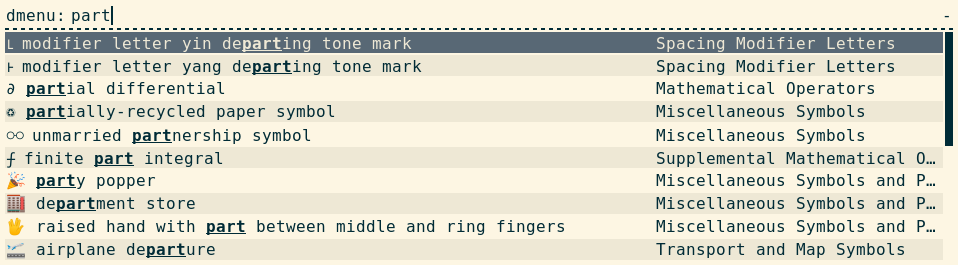 dmenu: part -
˪ modifier letter yin departing tone mark Spacing Modifier Letters
˫ modifier letter yang departing tone mark Spacing Modifier Letters
∂ partial differential Mathematical Operators
♽ partially-recycled paper symbol Miscellaneous Symbols
⚯ unmarried partnership symbol Miscellaneous Symbols
⨍ finite part integral Supplemental Mathematical O…
🎉 party popper Miscellaneous Symbols and P…
🏬 department store Miscellaneous Symbols and P…
🖖 raised hand with part between middle and ring fingers Miscellaneous Symbols and P…
🛫 airplane departure Transport and Map Symbols